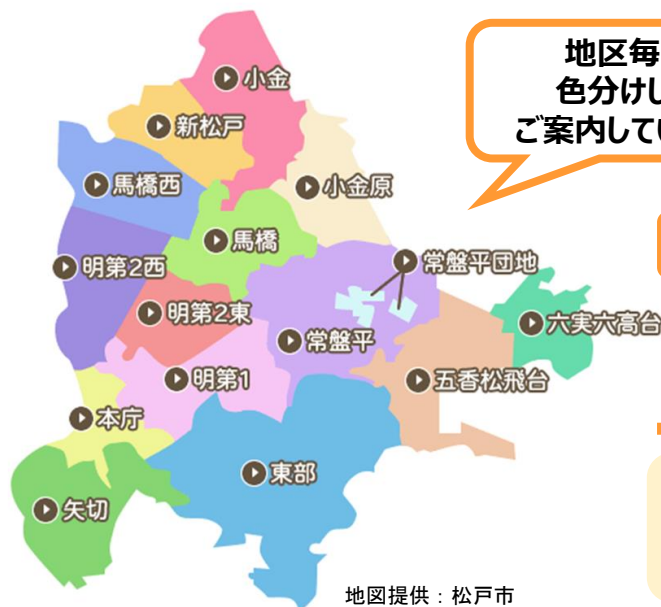 地区毎
色分けし
ご案内してい
小金
新松戸
馬橋西
小金原
馬橋
常盤平団地
明第2西
明第2東
六実六高台
常盤平
明第1
五香松飛台
本庁
東部
矢切
地図提供：松戸市